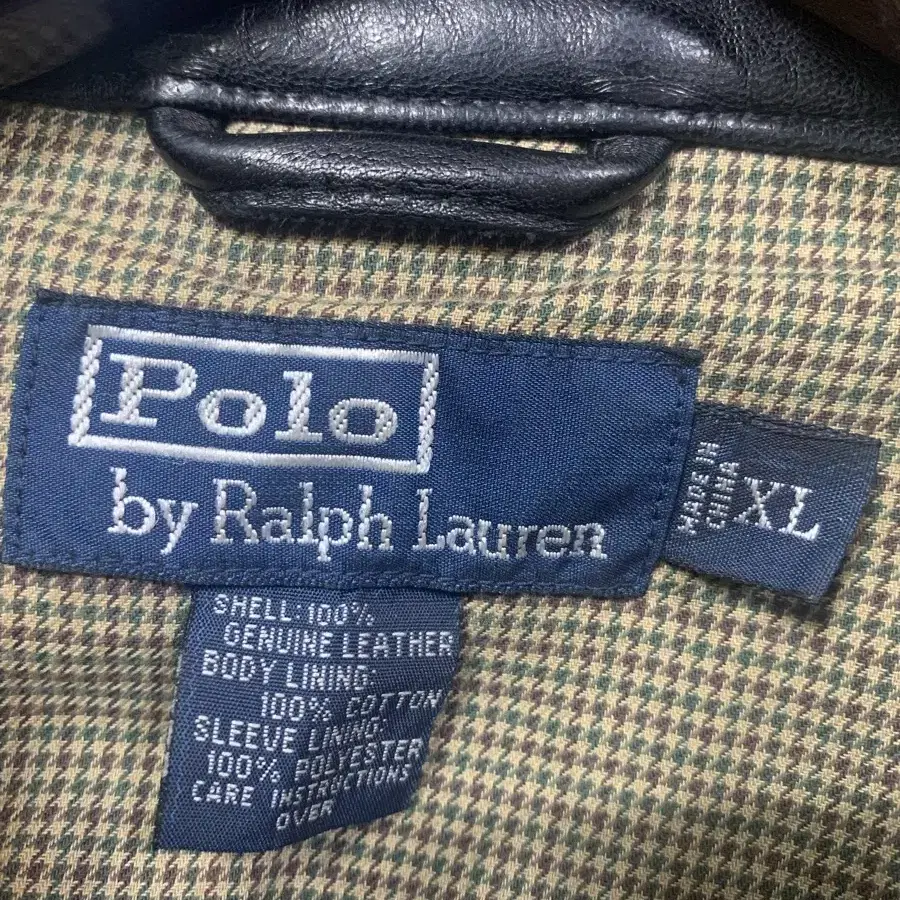 Polo
by Ralph Lauren
MADE IN
CHINA
XL
SHELL: 100%
GENUINE LEATHER
BODY LINING:
100% COTTON
SLEEVE LINING:
100% POLYESTER
CARE INSTRUCTIONS
OVER